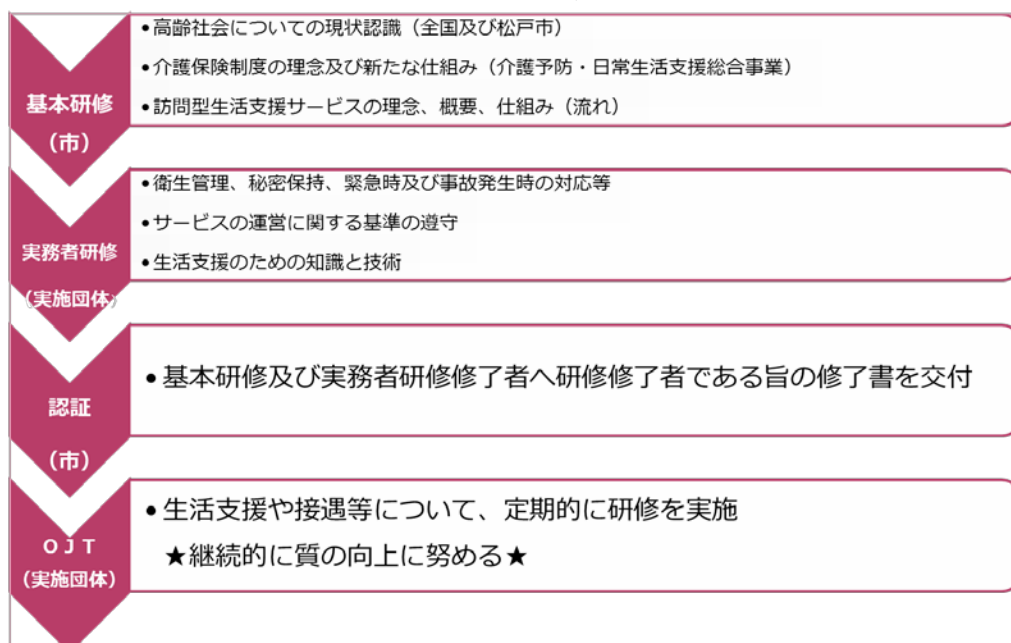 基本研修
(市)
•高齢社会についての現状認識（全国及び松戸市）
•介護保険制度の理念及び新たな仕組み（介護予防・日常生活支援総合事業）
•訪問型生活支援サービスの理念、概要、仕組み（流れ）
実務者研修
(実施団体)
•衛生管理、秘密保持、緊急時及び事故発生時の対応等
•サービスの運営に関する基準の遵守
•生活支援のための知識と技術
認証
(市)
•基本研修及び実務者研修修了者へ研修修了者である旨の修了書を交付
ＯＪＴ
(実施団体)
•生活支援や接遇等について、定期的に研修を実施
★継続的に質の向上に努める★